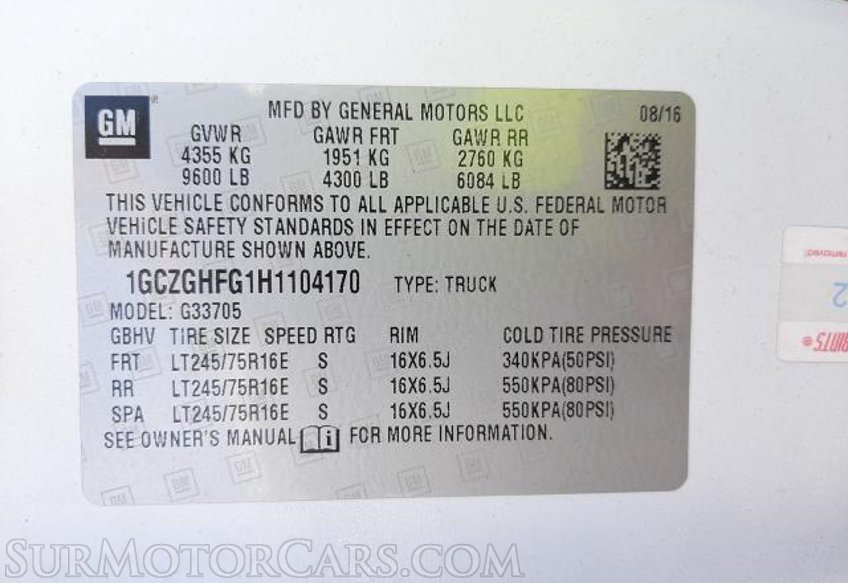 GM
MFD BY GENERAL MOTORS LLC 08/16
GVWR GAWR FRT GAWR RR
4355 KG 1951 KG 2760 KG
9600 LB 4300 LB 6084 LB
THIS VEHICLE CONFORMS TO ALL APPLICABLE U.S. FEDERAL MOTOR
VEHICLE SAFETY STANDARDS IN EFFECT ON THE DATE OF
MANUFACTURE SHOWN ABOVE.
1GCZGHFG1H1104170 TYPE: TRUCK
MODEL: G33705
GBHV TIRE SIZE SPEED RTG RIM COLD TIRE PRESSURE
FRT LT245/75R16E S 16X6.5J 340KPA(50PSI)
RR LT245/75R16E S 16X6.5J 550KPA(80PSI)
SPA LT245/75R16E S 16X6.5J 550KPA(80PSI)
SEE OWNER'S MANUAL i FOR MORE INFORMATION.
removed
2
SurMotorCars.com